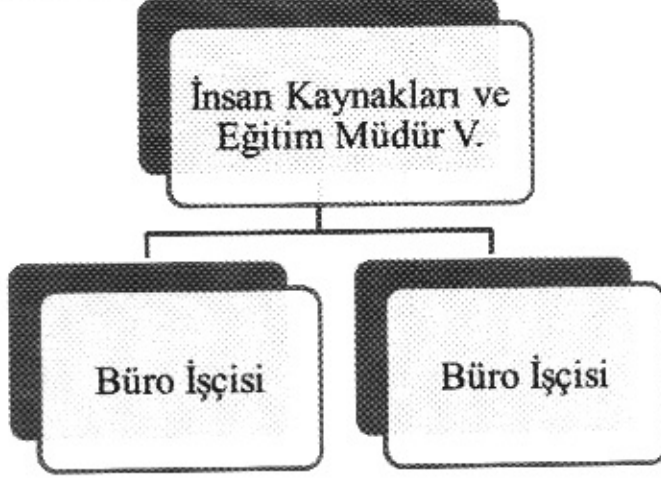 İnsan Kaynakları ve
Eğitim Müdür V.
Büro İşçisi
Büro İşçisi